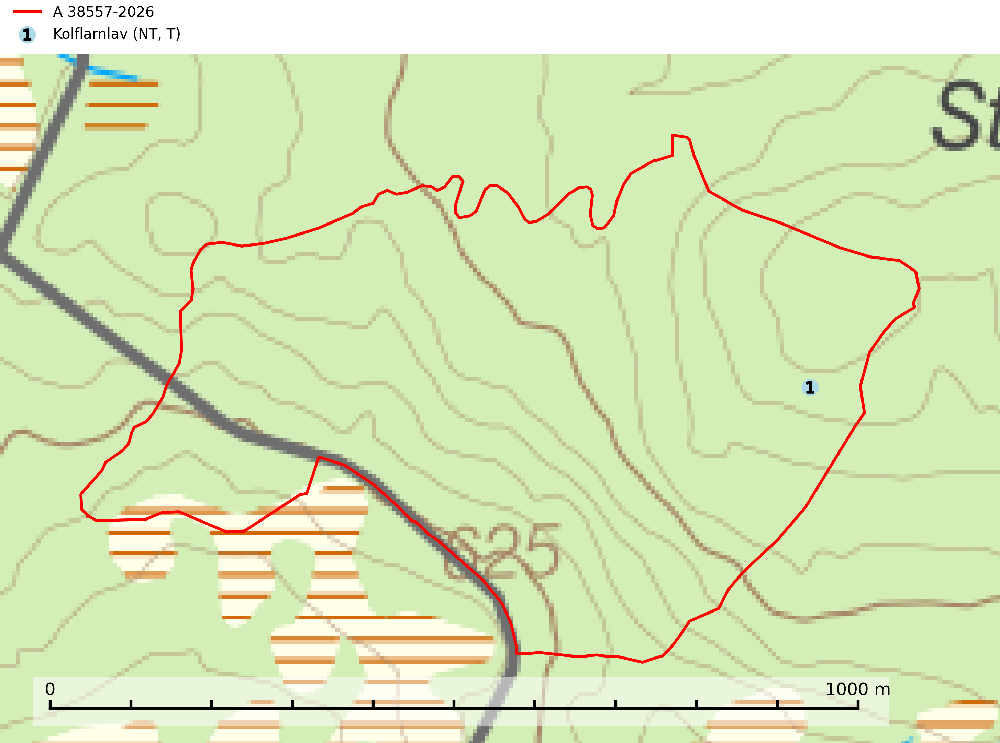 A 38557-2026
1 Kolflarnlav (NT, T)
St
1
625
0 1000 m